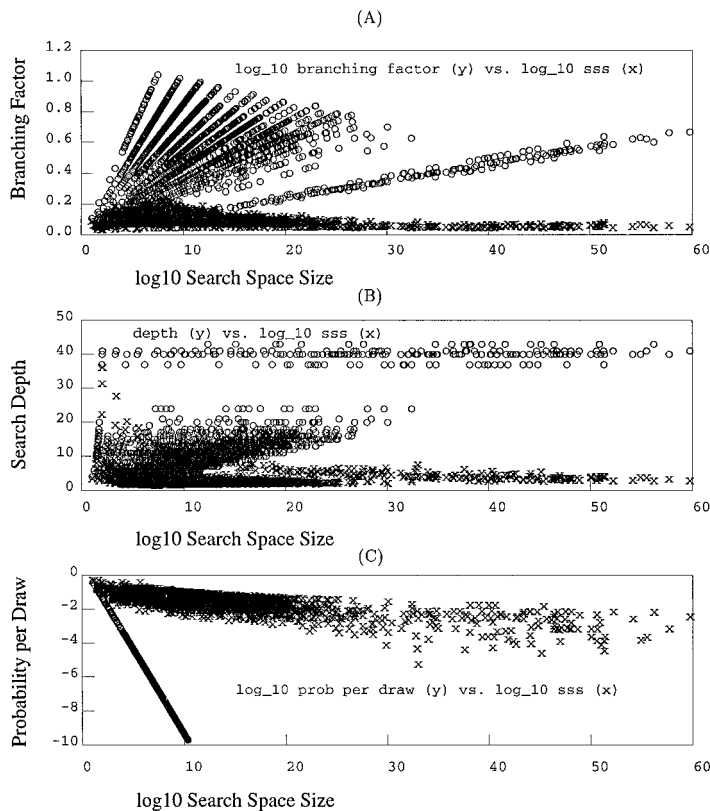 (A)
Branching Factor
1.2
1.0
0.8
0.6
0.4
0.2
0.0
log_10 branching factor (y) vs. log_10 sss (x)
0 10 20 30 40 50 60
log10 Search Space Size
(B)
Search Depth
50
40
30
20
10
0
depth (y) vs. log_10 sss (x)
0 10 20 30 40 50 60
log10 Search Space Size
(C)
Probability per Draw
0
-2
-4
-6
-8
-10
log_10 prob per draw (y) vs. log_10 sss (x)
0 10 20 30 40 50 60
log10 Search Space Size